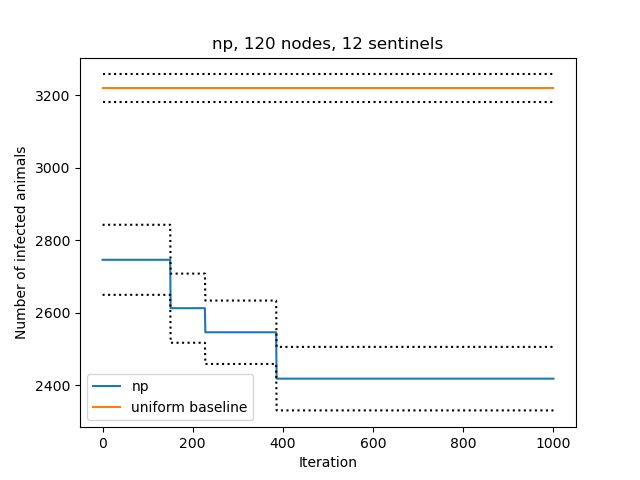 np, 120 nodes, 12 sentinels
Number of infected animals
3200
3000
2800
2600
2400
np
uniform baseline
0
200
400
600
800
1000
Iteration